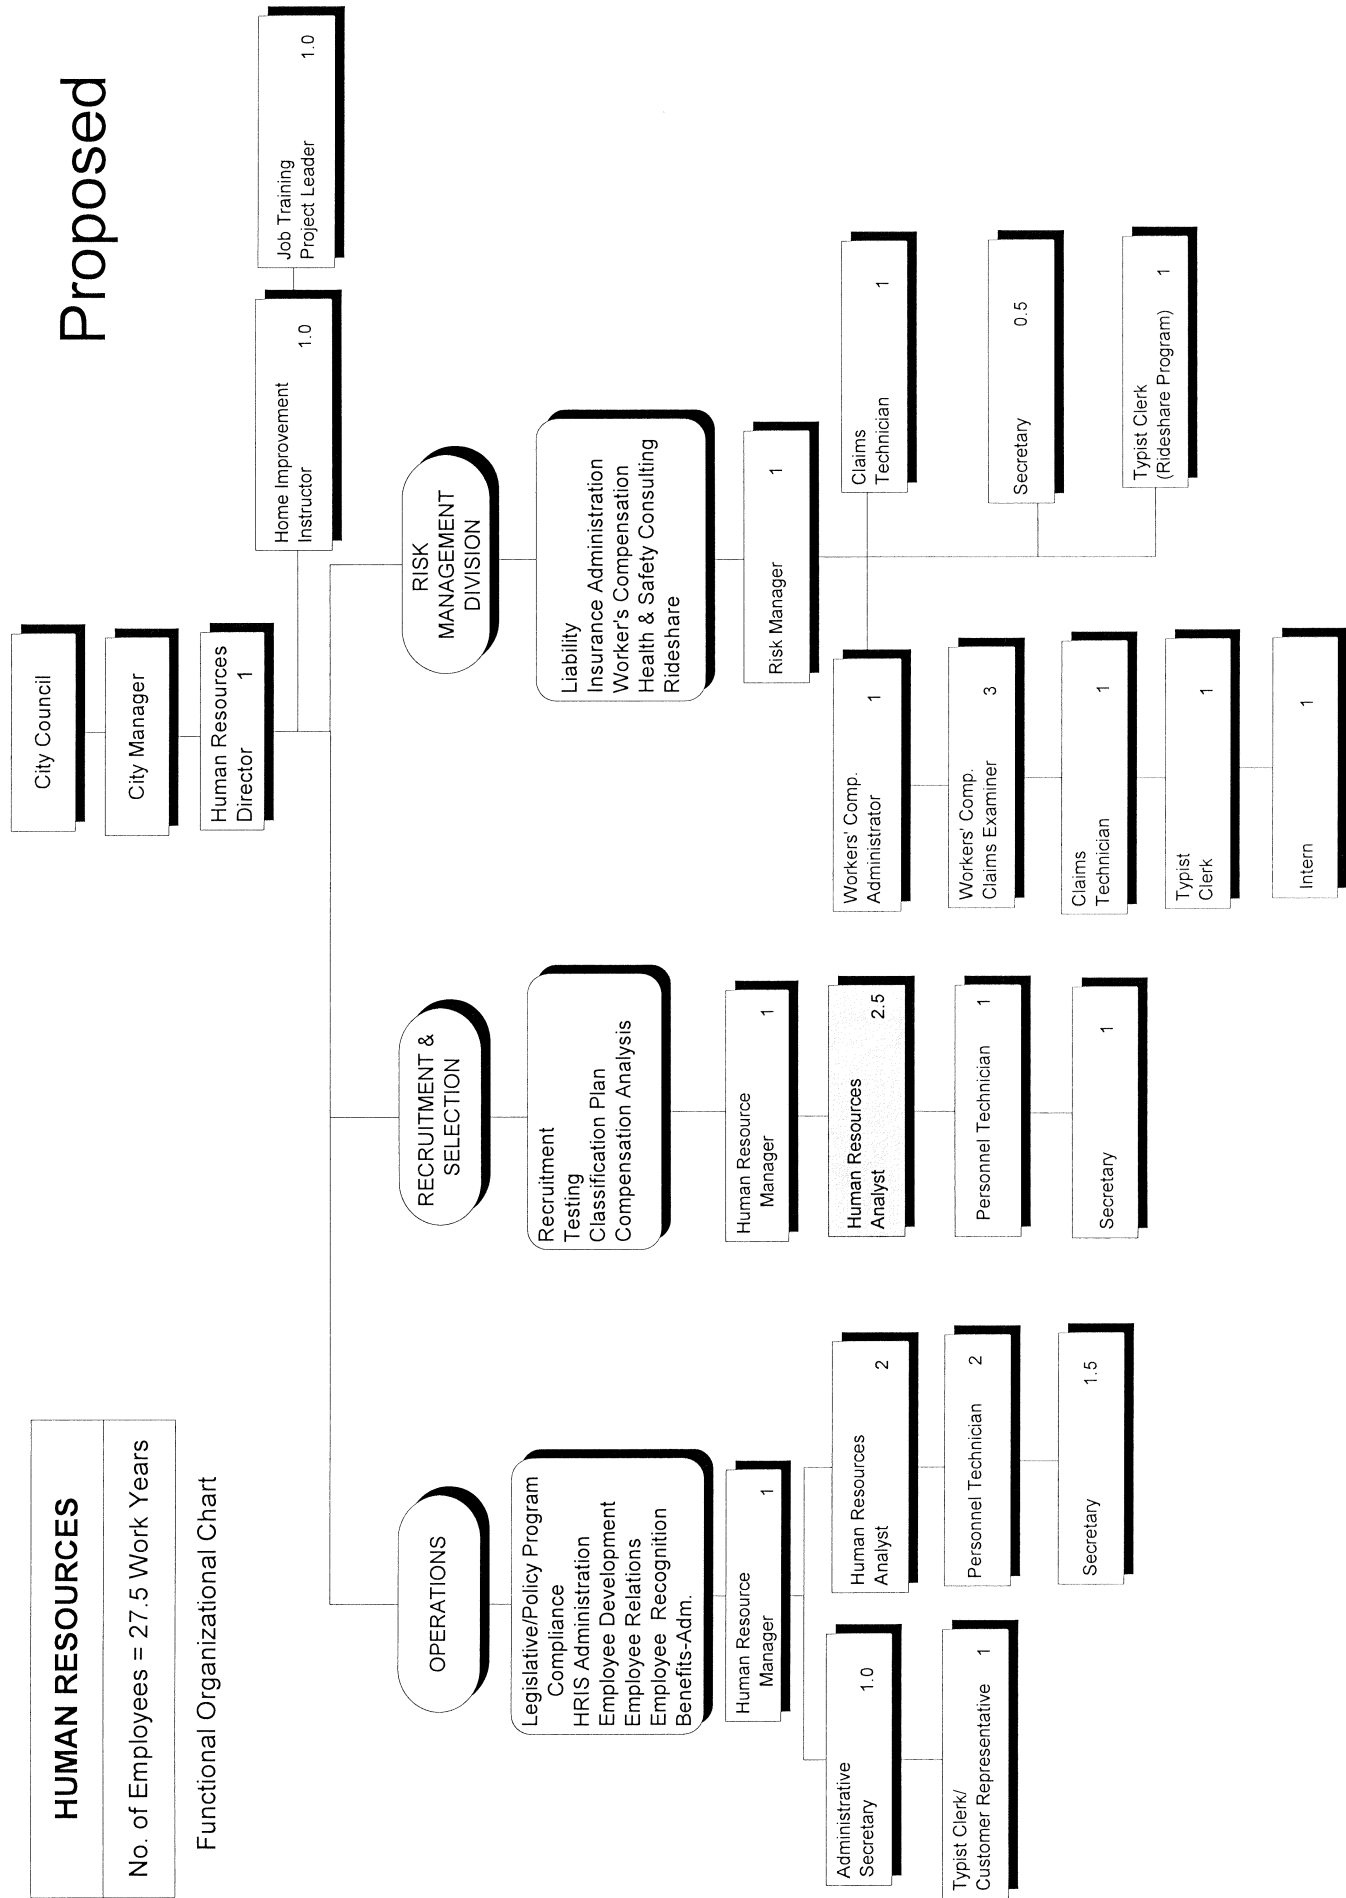 Proposed
HUMAN RESOURCES
No. of Employees = 27.5 Work Years
Functional Organizational Chart
City Council
City Manager
Human Resources
Director 1
Home Improvement
Instructor 1.0
Job Training
Project Leader 1.0
OPERATIONS
Legislative/Policy Program
Compliance
HRIS Administration
Employee Development
Employee Relations
Employee Recognition
Benefits-Adm.
Human Resource
Manager 1
Administrative
Secretary 1.0
Typist Clerk/
Customer Representative 1
Human Resources
Analyst 2
Personnel Technician 2
Secretary 1.5
RECRUITMENT &
SELECTION
Recruitment
Testing
Classification Plan
Compensation Analysis
Human Resource
Manager 1
Human Resources
Analyst 2.5
Personnel Technician 1
Secretary 1
RISK
MANAGEMENT
DIVISION
Liability
Insurance Administration
Worker's Compensation
Health & Safety Consulting
Rideshare
Risk Manager 1
Workers' Comp.
Administrator 1
Workers' Comp.
Claims Examiner 3
Claims
Technician 1
Typist
Clerk 1
Intern 1
Claims
Technician 1
Secretary 0.5
Typist Clerk
(Rideshare Program) 1